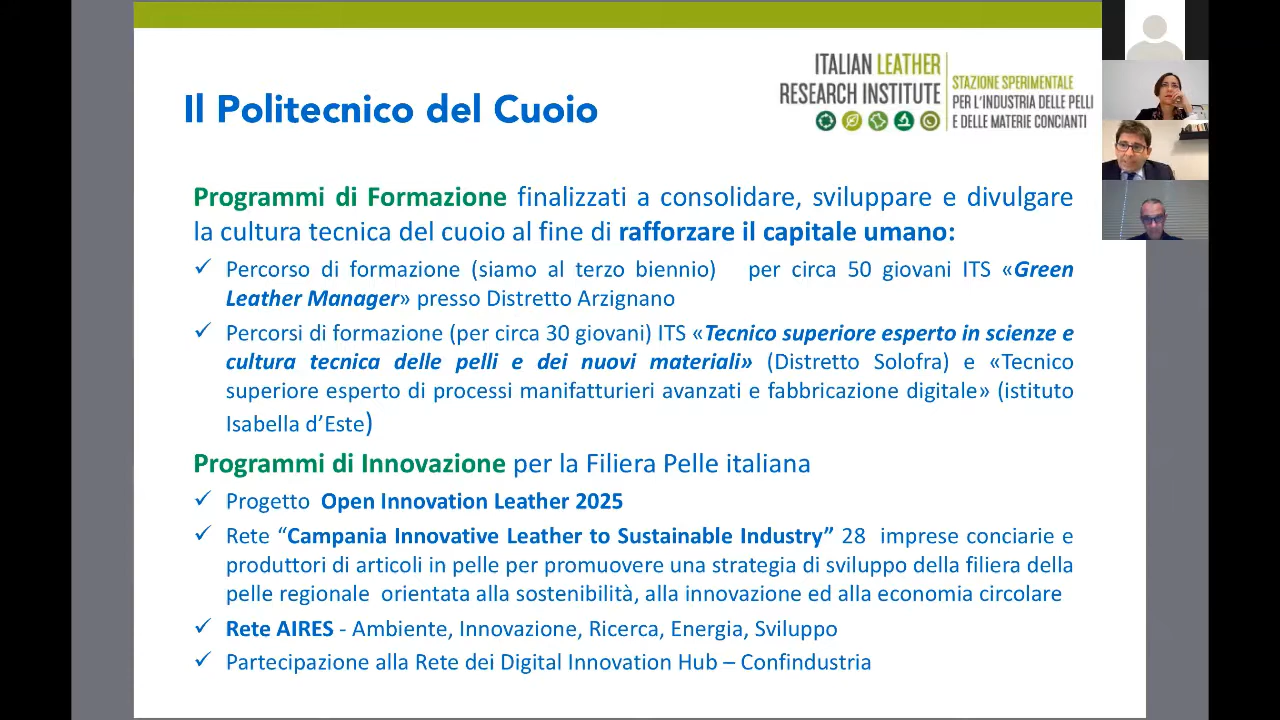 ITALIAN LEATHER
RESEARCH INSTITUTE
STAZIONE SPERIMENTALE
PER L'INDUSTRIA DELLE PELLI
E DELLE MATERIE CONCIANTI
Il Politecnico del Cuoio
Programmi di Formazione finalizzati a consolidare, sviluppare e divulgare
la cultura tecnica del cuoio al fine di rafforzare il capitale umano:
✓ Percorso di formazione (siamo al terzo biennio) per circa 50 giovani ITS «Green
Leather Manager» presso Distretto Arzignano
✓ Percorsi di formazione (per circa 30 giovani) ITS «Tecnico superiore esperto in scienze e
cultura tecnica delle pelli e dei nuovi materiali» (Distretto Solofra) e «Tecnico
superiore esperto di processi manifatturieri avanzati e fabbricazione digitale» (istituto
Isabella d'Este)
Programmi di Innovazione per la Filiera Pelle italiana
✓ Progetto Open Innovation Leather 2025
✓ Rete “Campania Innovative Leather to Sustainable Industry” 28 imprese conciarie e
produttori di articoli in pelle per promuovere una strategia di sviluppo della filiera della
pelle regionale orientata alla sostenibilità, alla innovazione ed alla economia circolare
✓ Rete AIRES - Ambiente, Innovazione, Ricerca, Energia, Sviluppo
✓ Partecipazione alla Rete dei Digital Innovation Hub – Confindustria